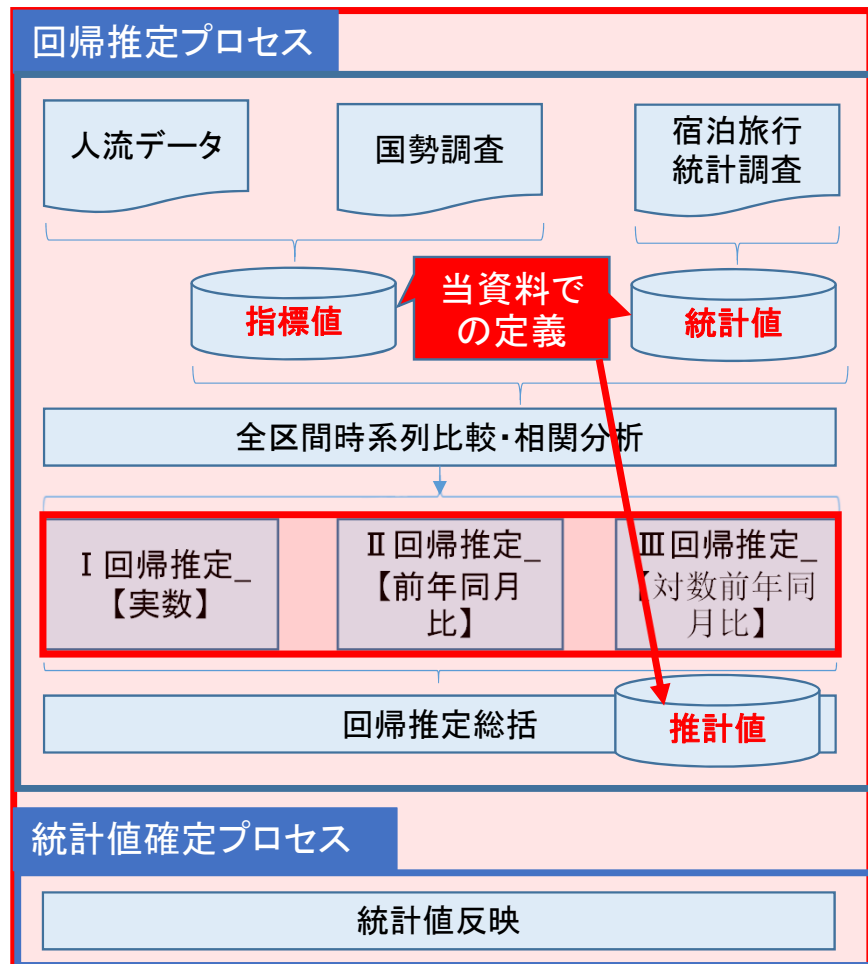 回帰推定プロセス
人流データ
国勢調査
宿泊旅行
統計調査
指標値
当資料で
の定義
統計値
全区間時系列比較・相関分析
Ⅰ回帰推定_
【実数】
Ⅱ回帰推定_
【前年同月
比】
Ⅲ回帰推定_
【対数前年同
月比】
回帰推定総括
推計値
統計値確定プロセス
統計値反映